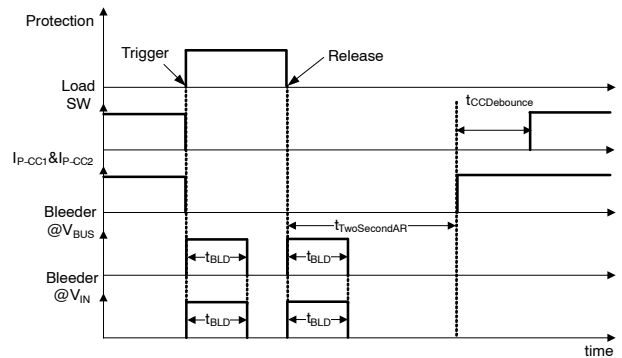 Protection
Trigger
Release
Load
SW
tCCDebounce
IP-CC1&IP-CC2
Bleeder
@VBUS
tTwoSecondAR
tBLD
tBLD
Bleeder
@VIN
tBLD
tBLD
time